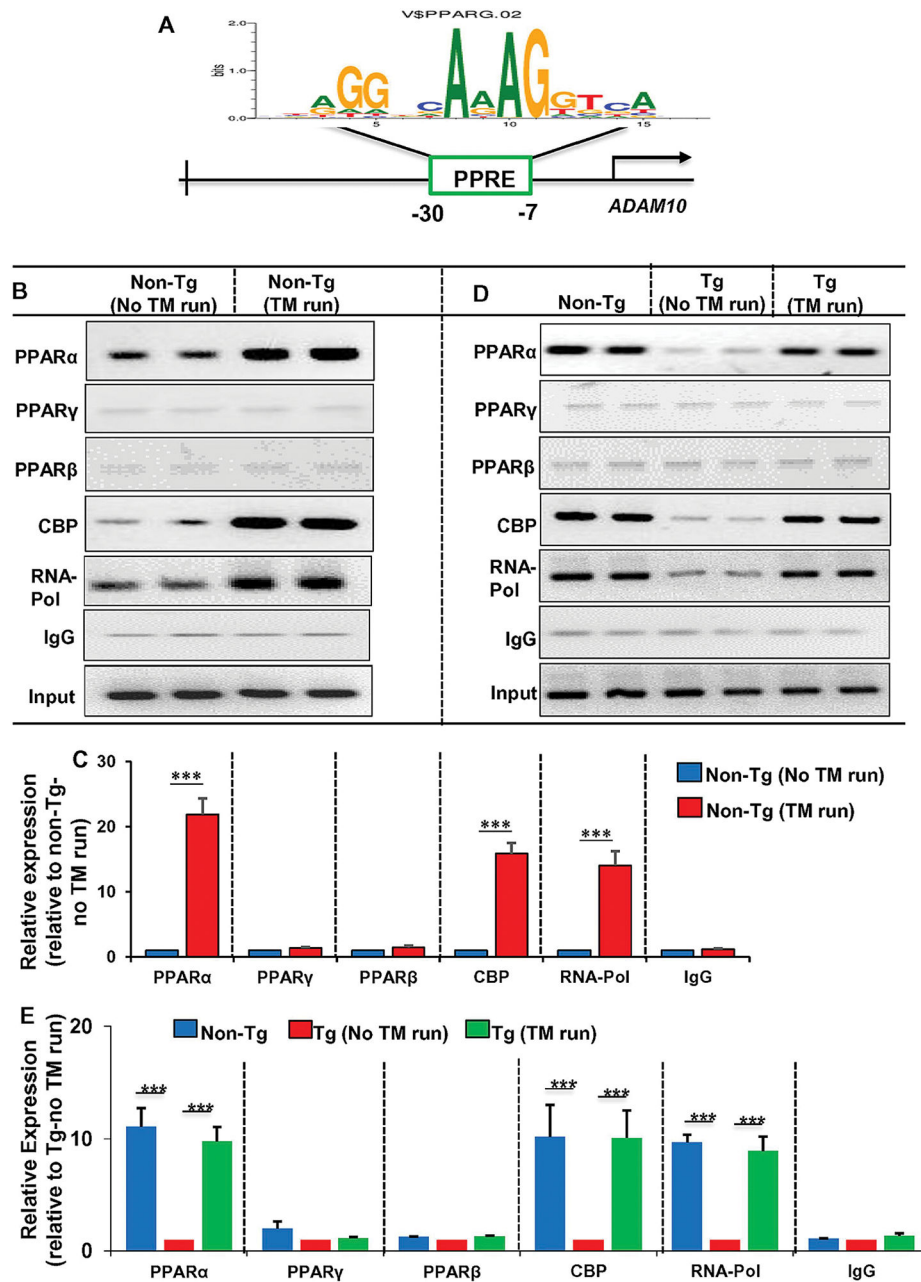 A
V$PPARG.02
2.0
bits
1.0
0.0
AGG CAAAGGTCA
5 10 15
PPRE
-30 -7
ADAM10
B
Non-Tg Non-Tg
(No TM run) (TM run)
PPARα
PPARγ
PPARβ
CBP
RNA-
Pol
IgG
Input
D
Tg Tg
Non-Tg (No TM run) (TM run)
PPARα
PPARγ
PPARβ
CBP
RNA-
Pol
IgG
Input
C
Relative expression
(relative to non-Tg-
no TM run)
30
20
10
0
*** *** ***
Non-Tg (No TM run)
Non-Tg (TM run)
PPARα PPARγ PPARβ CBP RNA-Pol IgG
E
Relative Expression
(relative to Tg-no TM run)
20
10
0
Non-Tg Tg (No TM run) Tg (TM run)
*** *** *** *** *** ***
PPARα PPARγ PPARβ CBP RNA-Pol IgG